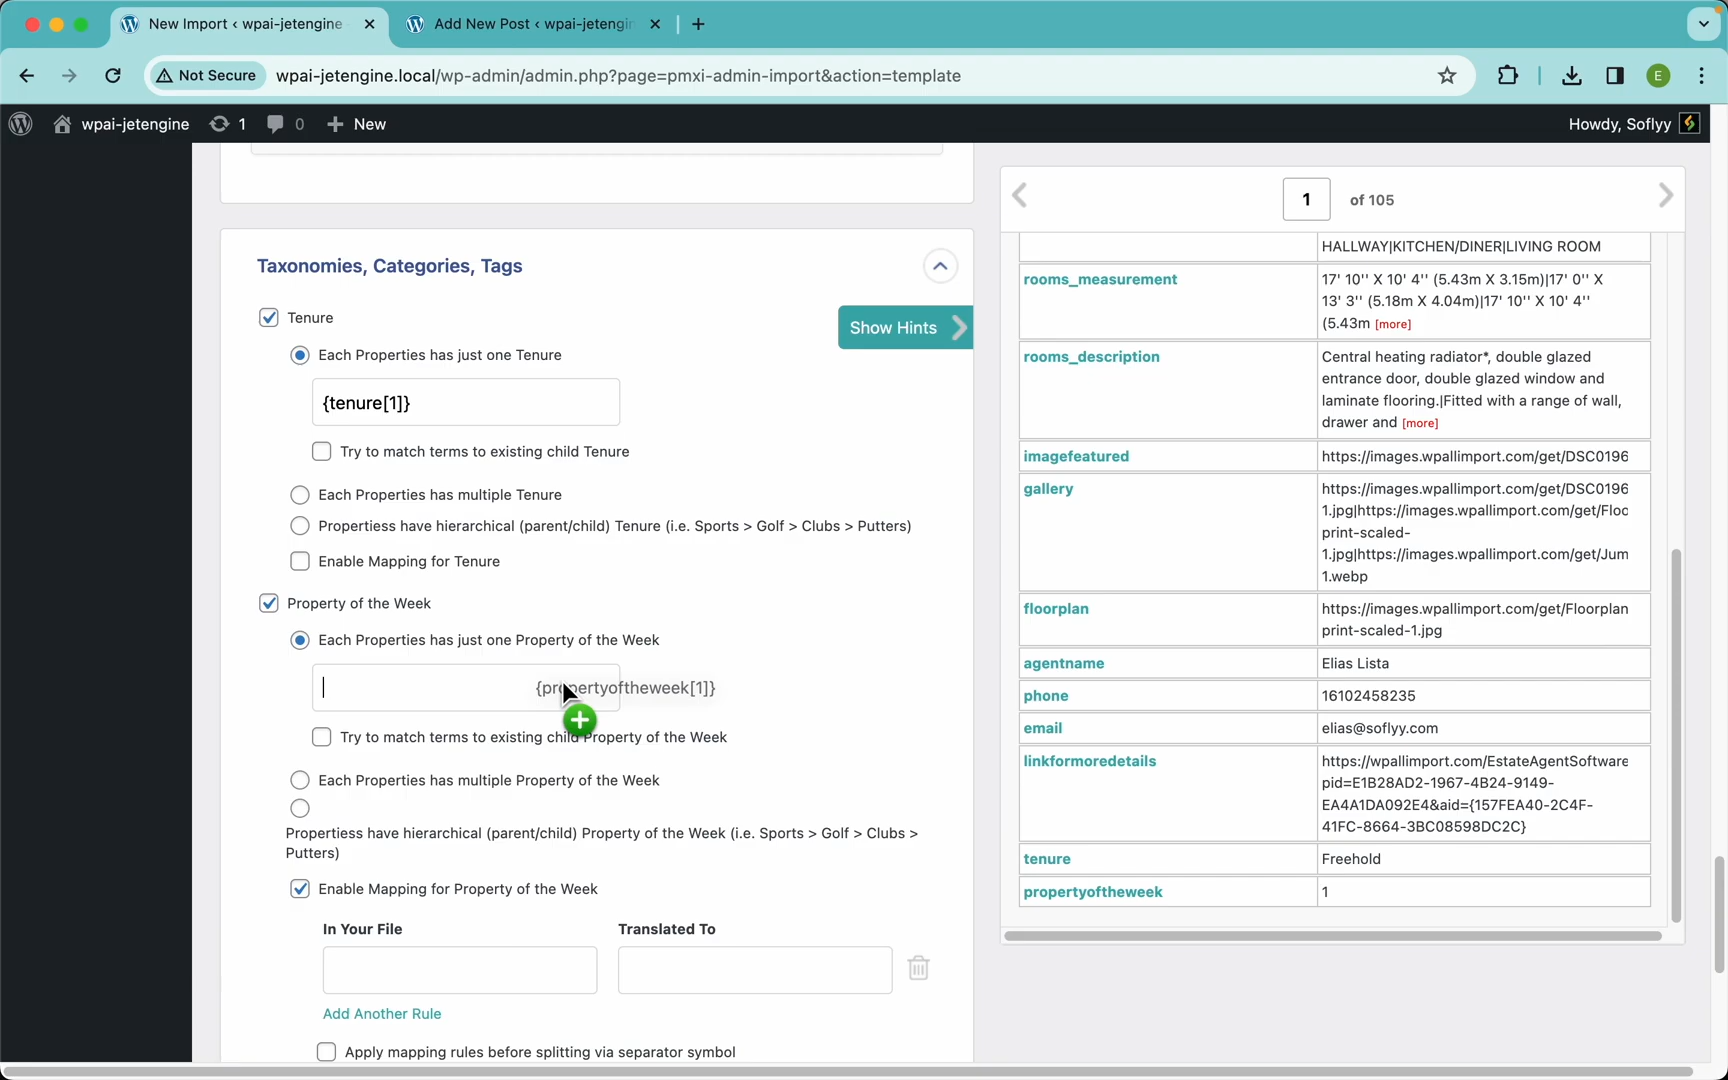 New Import ‹ wpai-jetengine
Add New Post ‹ wpai-jetengin
Not Secure
wpai-jetengine.local/wp-admin/admin.php?page=pmxi-admin-import&action=template
E
wpai-jetengine
1
0
New
Howdy, Soflyy
Taxonomies, Categories, Tags
Show Hints
Tenure
Each Properties has just one Tenure
{tenure[1]}
Try to match terms to existing child Tenure
Each Properties has multiple Tenure
Propertiess have hierarchical (parent/child) Tenure (i.e. Sports > Golf > Clubs > Putters)
Enable Mapping for Tenure
Property of the Week
Each Properties has just one Property of the Week
{propertyoftheweek[1]}
Try to match terms to existing child Property of the Week
Each Properties has multiple Property of the Week
Propertiess have hierarchical (parent/child) Property of the Week (i.e. Sports > Golf > Clubs >
Putters)
Enable Mapping for Property of the Week
In Your File
Translated To
Add Another Rule
Apply mapping rules before splitting via separator symbol
1
of 105
HALLWAY|KITCHEN/DINER|LIVING ROOM
rooms_measurement
17' 10'' X 10' 4'' (5.43m X 3.15m)|17' 0'' X
13' 3'' (5.18m X 4.04m)|17' 10'' X 10' 4''
(5.43m [more]
rooms_description
Central heating radiator*, double glazed
entrance door, double glazed window and
laminate flooring.|Fitted with a range of wall,
drawer and [more]
imagefeatured
https://images.wpallimport.com/get/DSC0196
gallery
https://images.wpallimport.com/get/DSC0196
1.jpg|https://images.wpallimport.com/get/Floo
print-scaled-
1.jpg|https://images.wpallimport.com/get/Jum
1.webp
floorplan
https://images.wpallimport.com/get/Floorplan
print-scaled-1.jpg
agentname
Elias Lista
phone
16102458235
email
elias@soflyy.com
linkformoredetails
https://wpallimport.com/EstateAgentSoftware
pid=E1B28AD2-1967-4B24-9149-
EA4A1DA092E4&aid={157FEA40-2C4F-
41FC-8664-3BC08598DC2C}
tenure
Freehold
propertyoftheweek
1